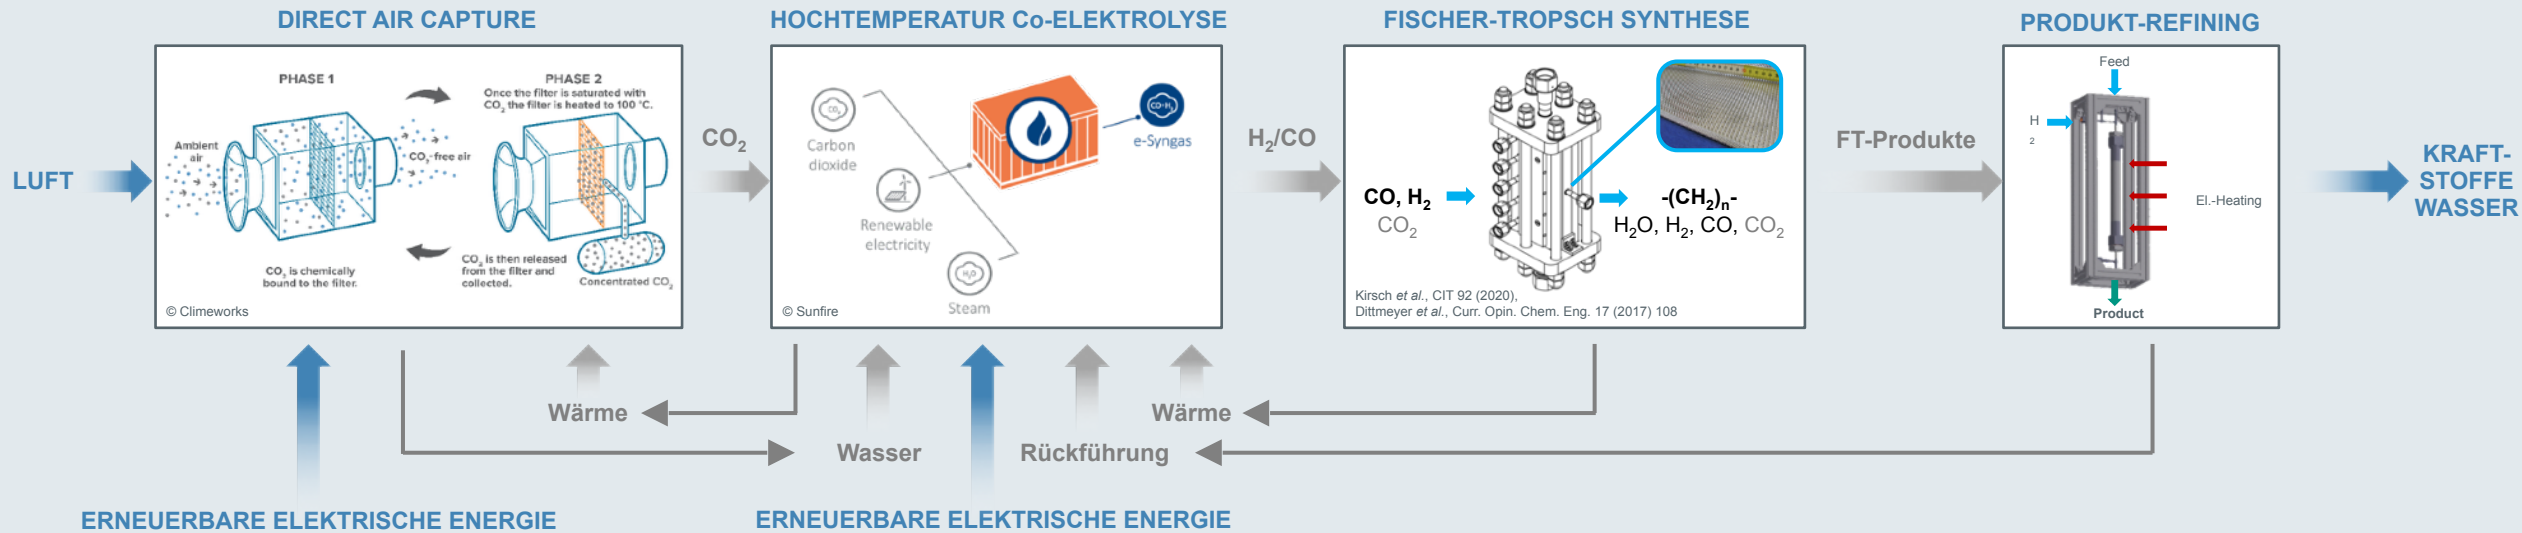 DIRECT AIR CAPTURE
HOCHTEMPERATUR Co-ELEKTROLYSE
FISCHER-TROPSCH SYNTHESE
PRODUKT-REFINING
LUFT
PHASE 1
Ambient
air
CO₂-free air
CO₂ is chemically
bound to the filter.
PHASE 2
Once the filter is saturated with
CO₂ the filter is heated to 100 °C.
CO₂ is then released
from the filter and
collected.
Concentrated CO₂
© Climeworks
CO₂
CO₂
Carbon
dioxide
Renewable
electricity
H₂O
Steam
CO·H₂
e-Syngas
© Sunfire
H₂/CO
CO, H₂
CO₂
-(CH₂)ₙ-
H₂O, H₂, CO, CO₂
Kirsch et al., CIT 92 (2020),
Dittmeyer et al., Curr. Opin. Chem. Eng. 17 (2017) 108
FT-Produkte
Feed
H
2
El.-Heating
Product
KRAFT-
STOFFE
WASSER
Wärme
Wärme
Wasser
Rückführung
ERNEUERBARE ELEKTRISCHE ENERGIE
ERNEUERBARE ELEKTRISCHE ENERGIE